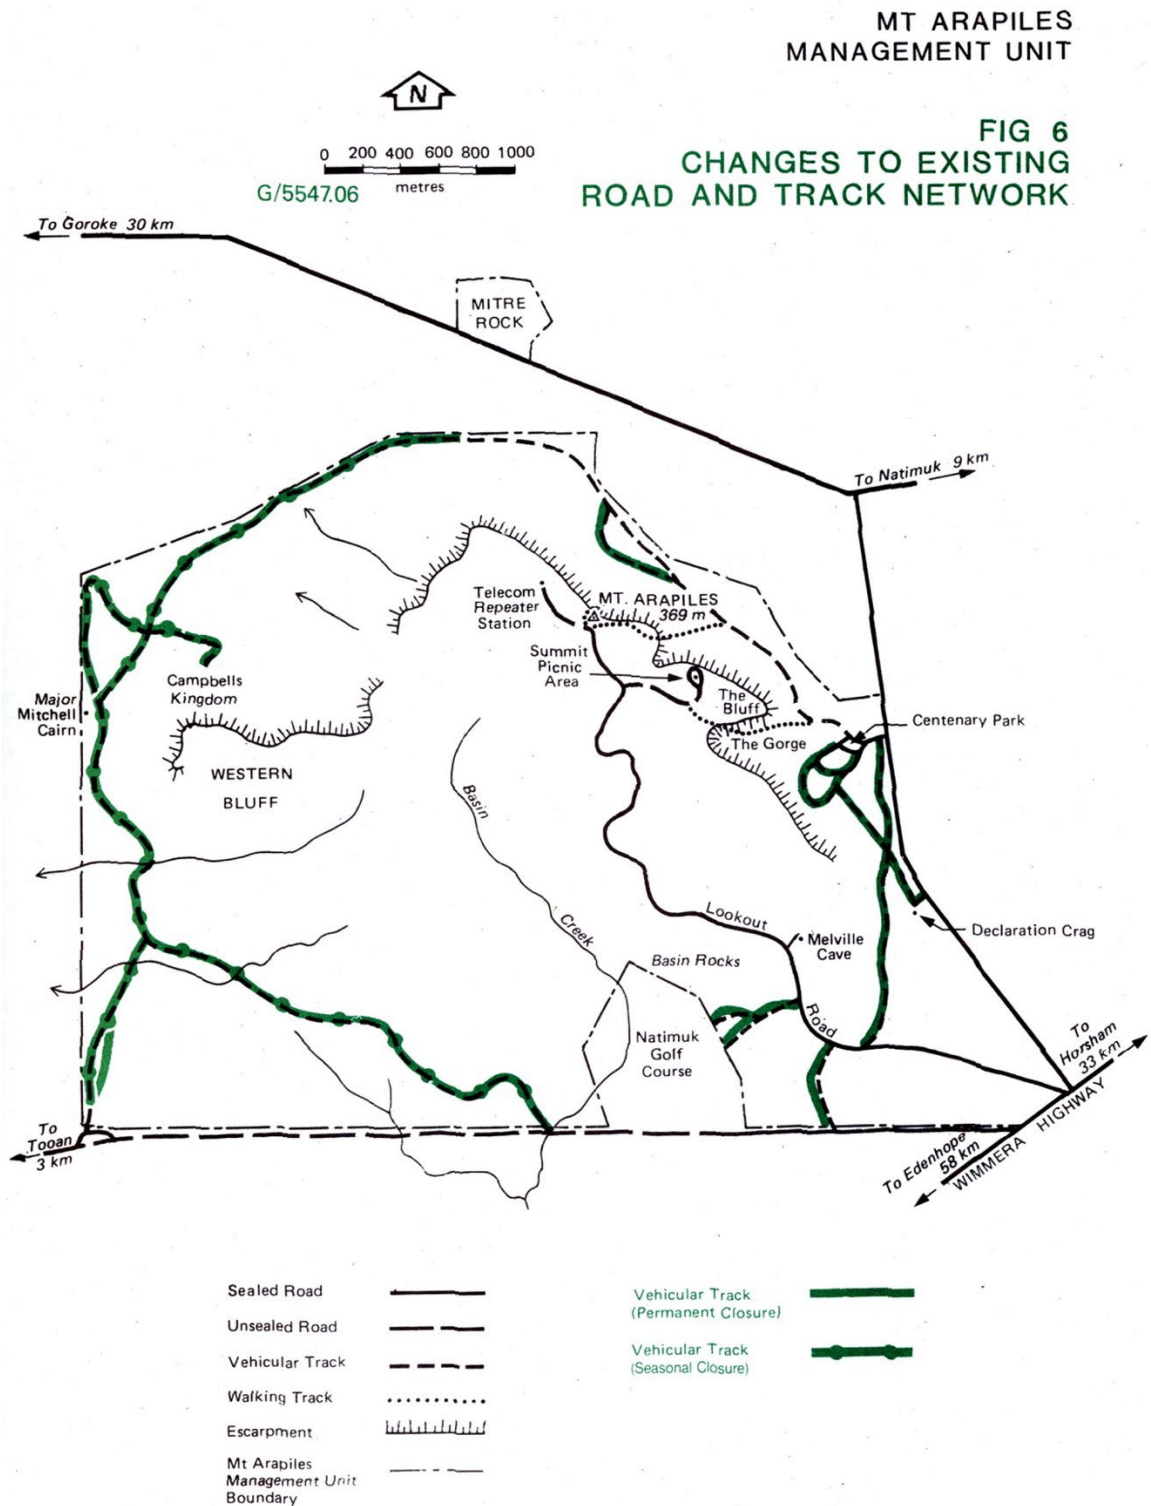 MT ARAPILES
MANAGEMENT UNIT
N
FIG 6
CHANGES TO EXISTING
ROAD AND TRACK NETWORK
0 200 400 600 800 1000
metres
G/5547.06
To Goroke 30 km
MITRE
ROCK
To Natimuk 9 km
Telecom
Repeater
Station
MT. ARAPILES
369 m
Summit
Picnic
Area
Campbells
Kingdom
Major
Mitchell
Cairn
The
Bluff
The Gorge
Centenary Park
WESTERN
BLUFF
Basin
Creek
Lookout
Road
Melville
Cave
Declaration Crag
Basin Rocks
Natimuk
Golf
Course
To
Horsham
33 km
To
Tooan
3 km
To Edenhope
58 km
WIMMERA HIGHWAY
Sealed Road
Unsealed Road
Vehicular Track
Walking Track
Escarpment
Mt Arapiles
Management Unit
Boundary
Vehicular Track
(Permanent Closure)
Vehicular Track
(Seasonal Closure)